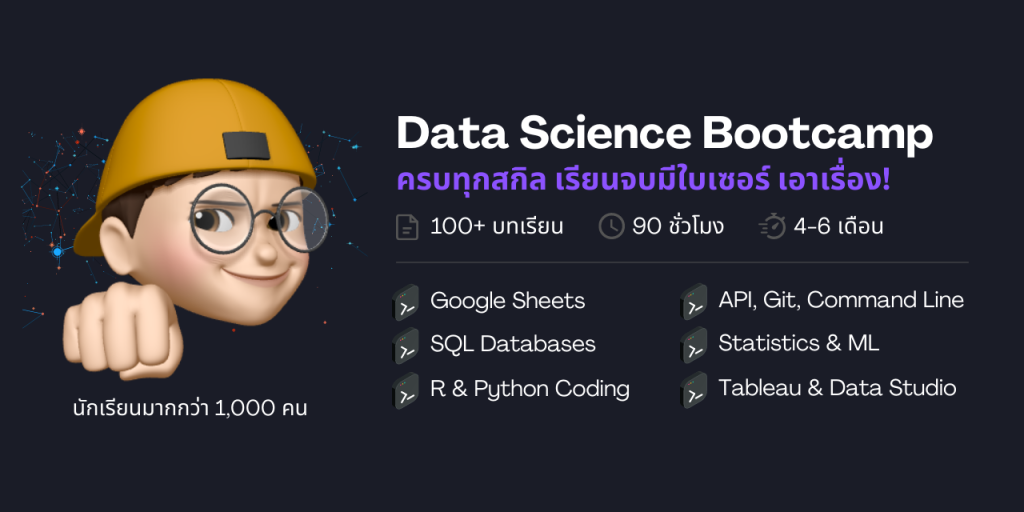 Data Science Bootcamp
ครบทุกสกิล เรียนจบมีใบเซอร์ เอาเรื่อง!
100+ บทเรียน
90 ชั่วโมง
4-6 เดือน
Google Sheets
SQL Databases
R & Python Coding
API, Git, Command Line
Statistics & ML
Tableau & Data Studio
นักเรียนมากกว่า 1,000 คน